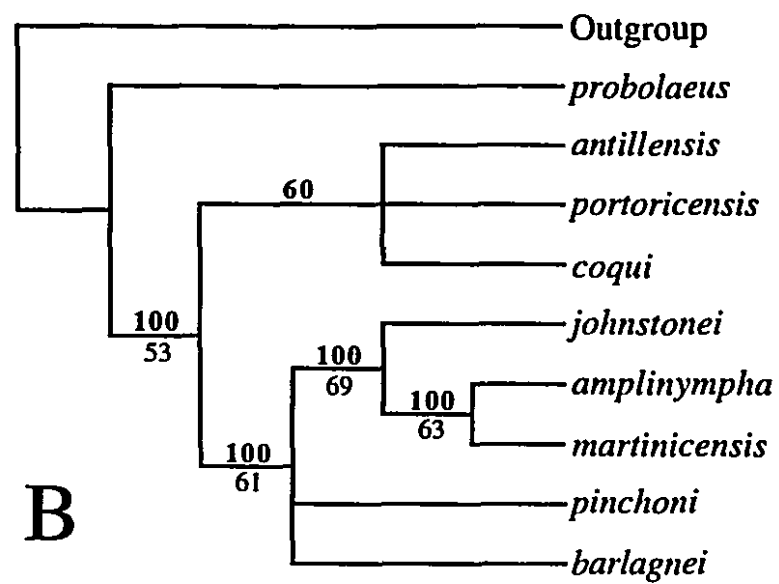 Outgroup
probolaeus
antillensis
60
portoricensis
coqui
johnstonei
100
53
100
69
amplinympha
100
63
martinicensis
100
61
pinchoni
B
barlagnei